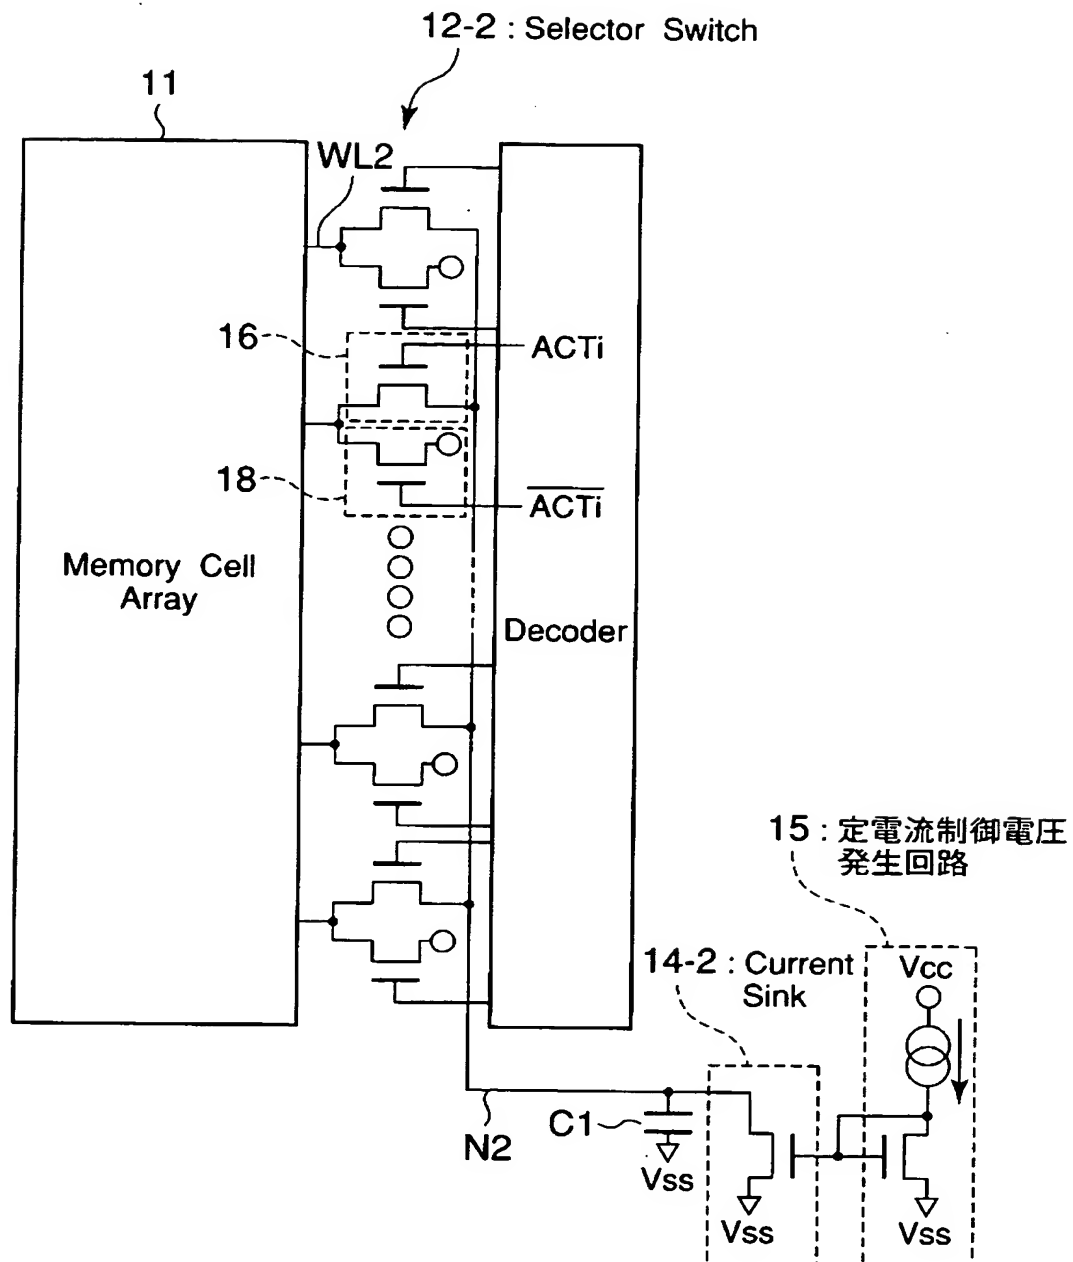 12-2 : Selector Switch
11
WL2
16
ACTi
18
A̅C̅T̅i̅
Memory Cell
Array
Decoder
15 : 定電流制御電圧
発生回路
14-2 : Current
Sink
Vcc
C1
N2
Vss
Vss
Vss